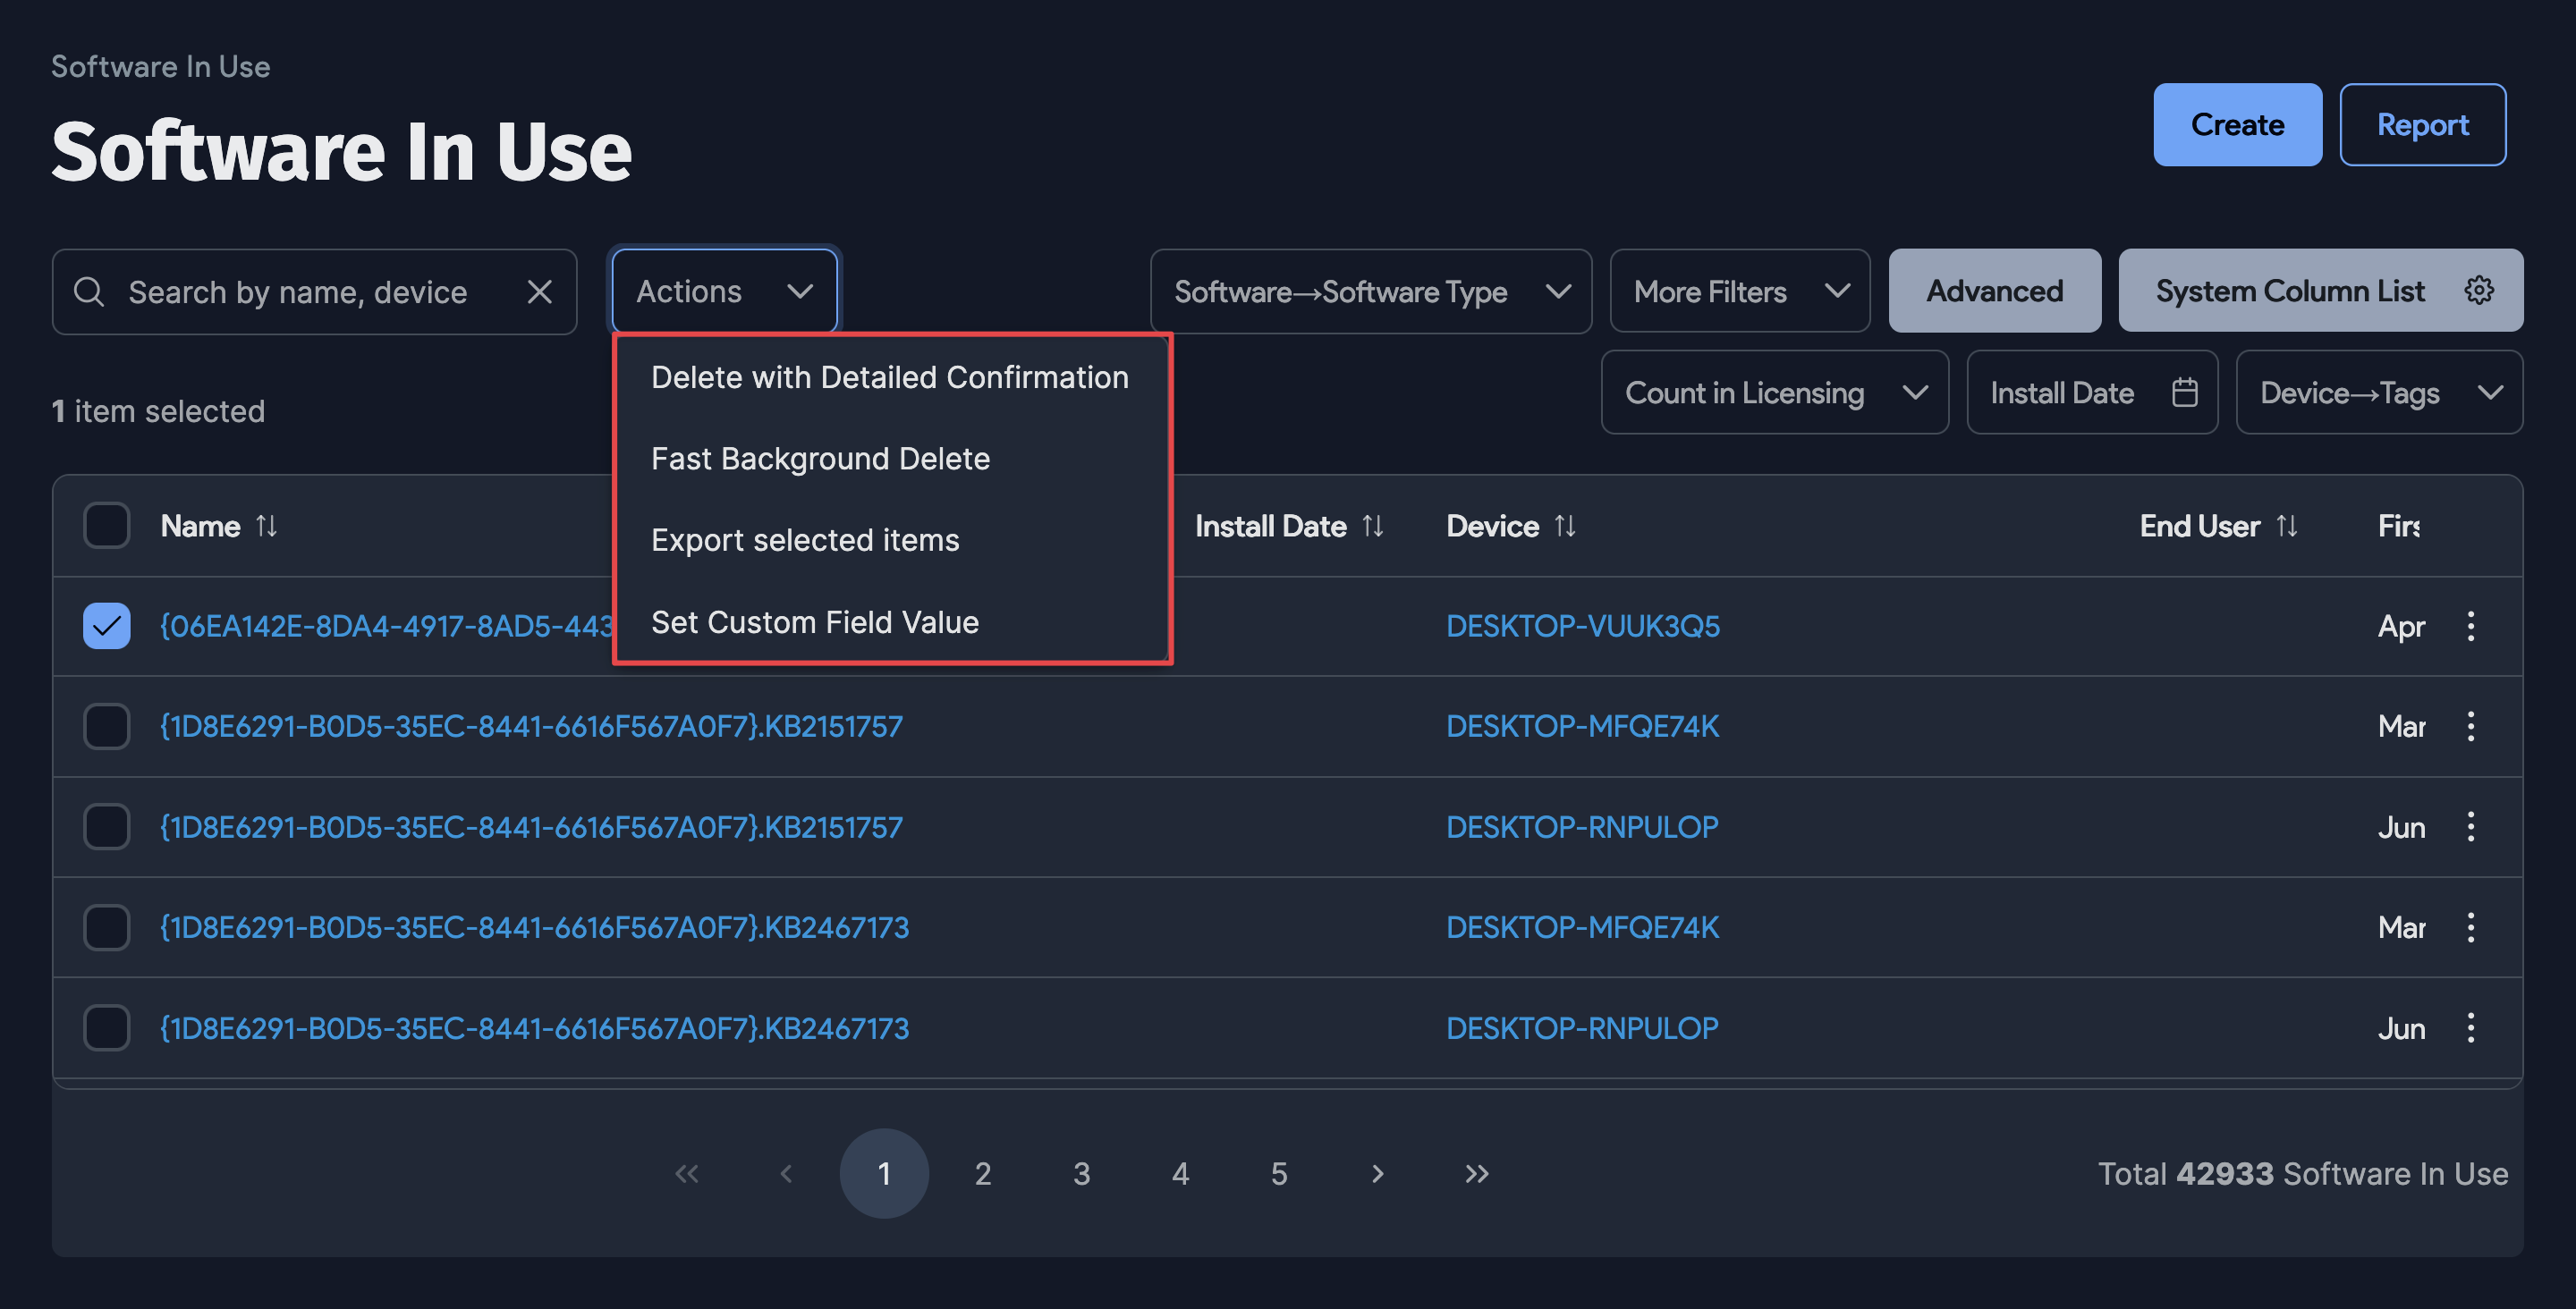 Software In Use
Software In Use
Create
Report
Search by name, device
Actions
Software→Software Type
More Filters
Advanced
System Column List
Delete with Detailed Confirmation
Fast Background Delete
Export selected items
Set Custom Field Value
1 item selected
Count in Licensing
Install Date
Device→Tags
Name Install Date Device End User Firs
{06EA142E-8DA4-4917-8AD5-443 DESKTOP-VUUK3Q5 Apr
{1D8E6291-B0D5-35EC-8441-6616F567A0F7}.KB2151757 DESKTOP-MFQE74K Mar
{1D8E6291-B0D5-35EC-8441-6616F567A0F7}.KB2151757 DESKTOP-RNPULOP Jun
{1D8E6291-B0D5-35EC-8441-6616F567A0F7}.KB2467173 DESKTOP-MFQE74K Mar
{1D8E6291-B0D5-35EC-8441-6616F567A0F7}.KB2467173 DESKTOP-RNPULOP Jun
« ‹ 1 2 3 4 5 › »
Total 42933 Software In Use